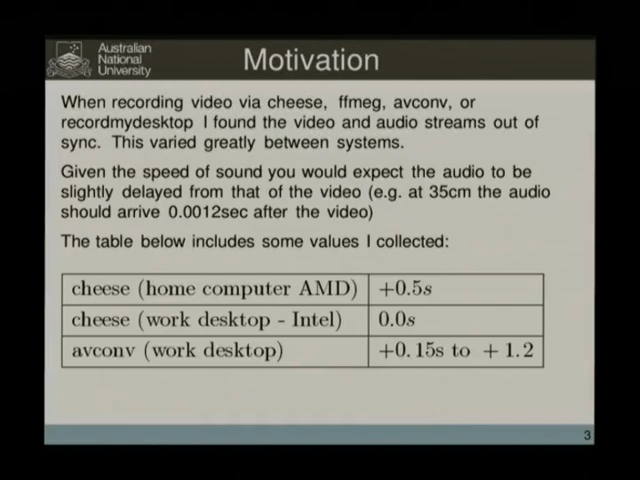 Australian
National
University
Motivation
When recording video via cheese, ffmeg, avconv, or
recordmydesktop I found the video and audio streams out of
sync. This varied greatly between systems.
Given the speed of sound you would expect the audio to be
slightly delayed from that of the video (e.g. at 35cm the audio
should arrive 0.0012sec after the video)
The table below includes some values I collected:
cheese (home computer AMD) +0.5s
cheese (work desktop - Intel) 0.0s
avconv (work desktop) +0.15s to + 1.2
3